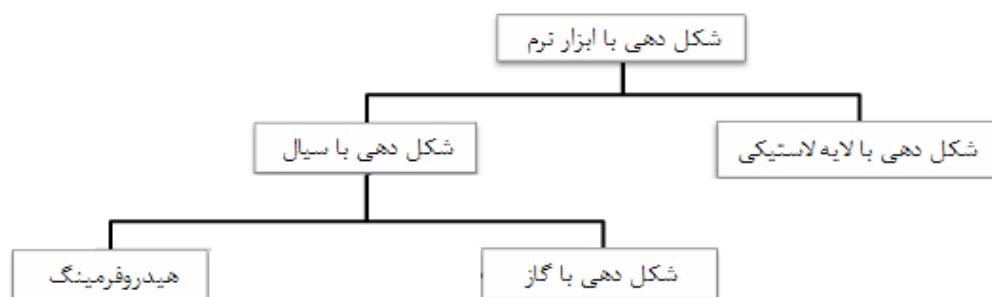 شکل دهی با ابزار نرم
شکل دهی با لایه لاستیکی
شکل دهی با سیال
شکل دهی با گاز
هیدروفرمینگ